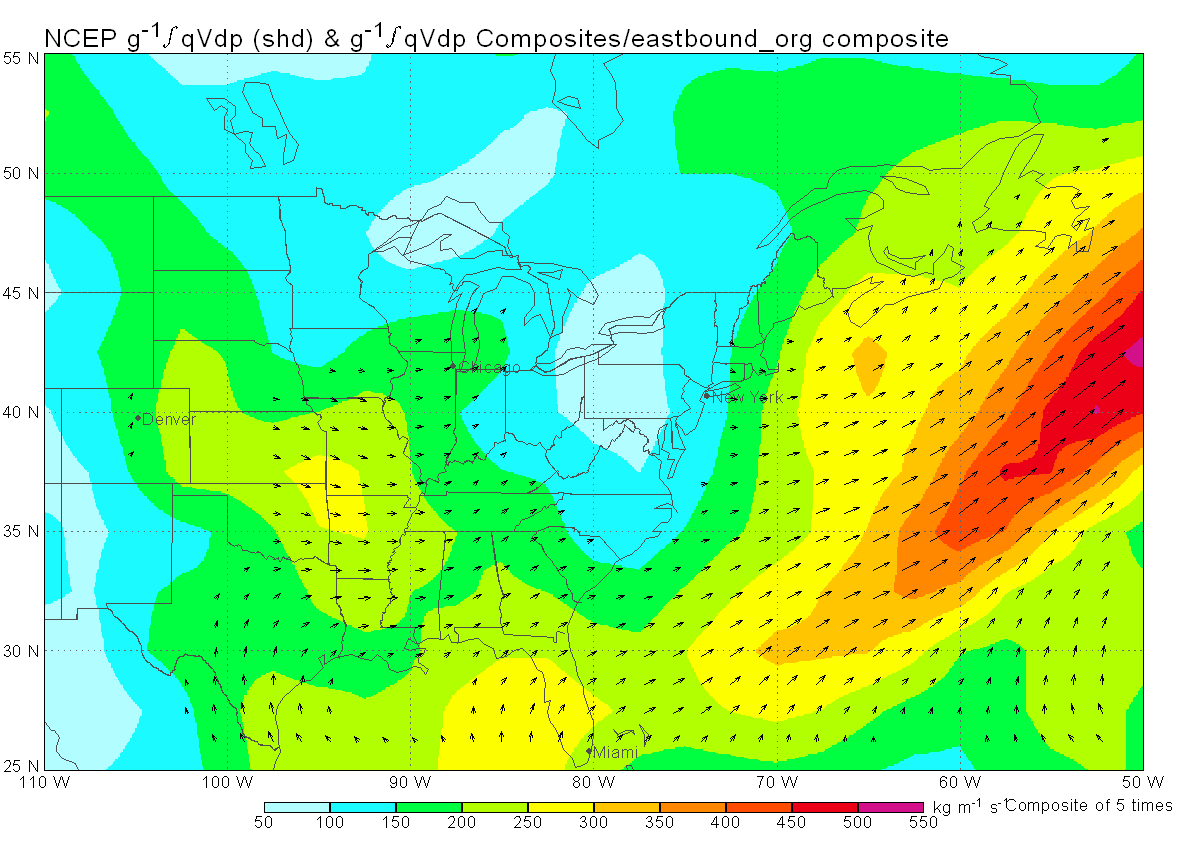 NCEP g⁻¹∫qVdp (shd) & g⁻¹∫qVdp Composites/eastbound_org composite
55 N
50 N
45 N
Chicago
New York
40 N
Denver
35 N
30 N
Miami
25 N
110 W 100 W 90 W 80 W 70 W 60 W 50 W
kg m⁻¹ s⁻¹ Composite of 5 times
50 100 150 200 250 300 350 400 450 500 550